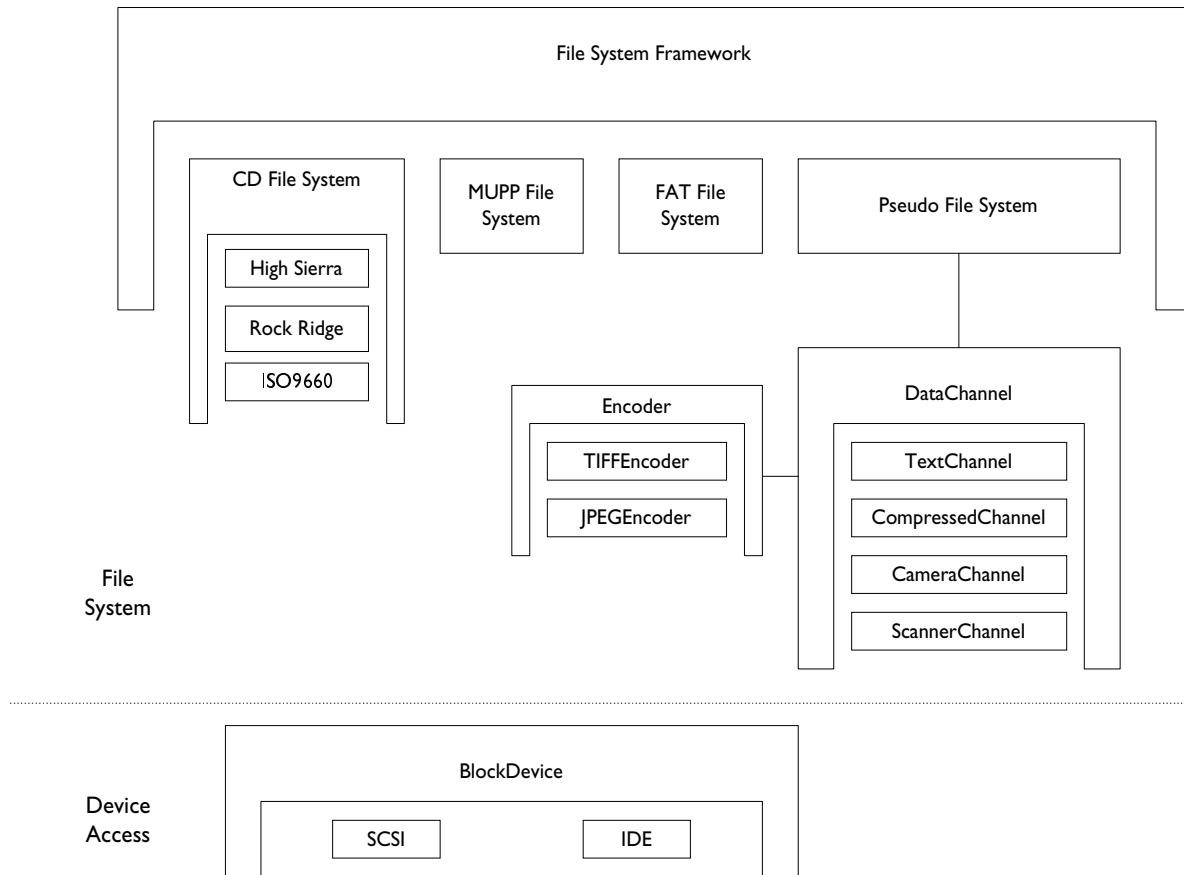 File System Framework
CD File System
High Sierra
Rock Ridge
ISO9660
MUPP File
System
FAT File
System
Pseudo File System
Encoder
TIFFEncoder
JPEGEncoder
DataChannel
TextChannel
CompressedChannel
CameraChannel
ScannerChannel
File
System
BlockDevice
Device
Access
SCSI
IDE